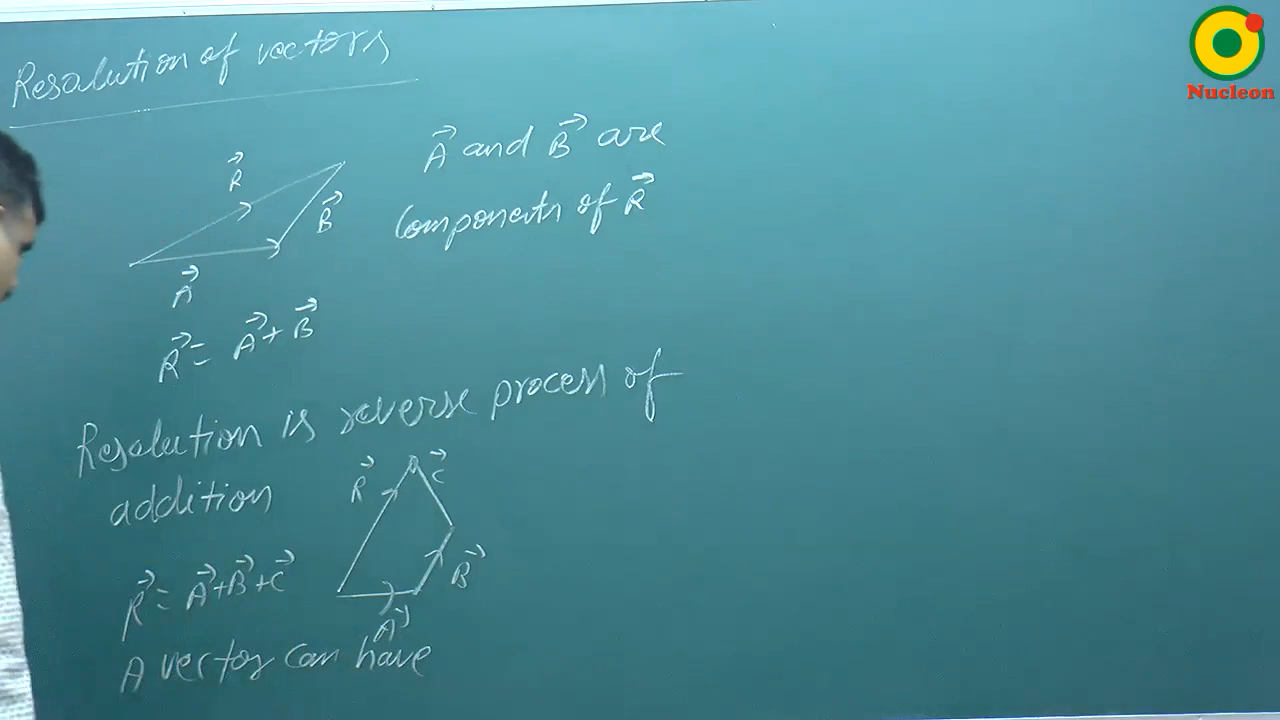 Resolution of vectors
R⃗
B⃗
A⃗
A⃗ and B⃗ are
components of R⃗
R⃗ = A⃗ + B⃗
Resolution is reverse process of
addition
R⃗
C⃗
B⃗
A⃗
R⃗ = A⃗+B⃗+C⃗
A vector can have
Nucleon